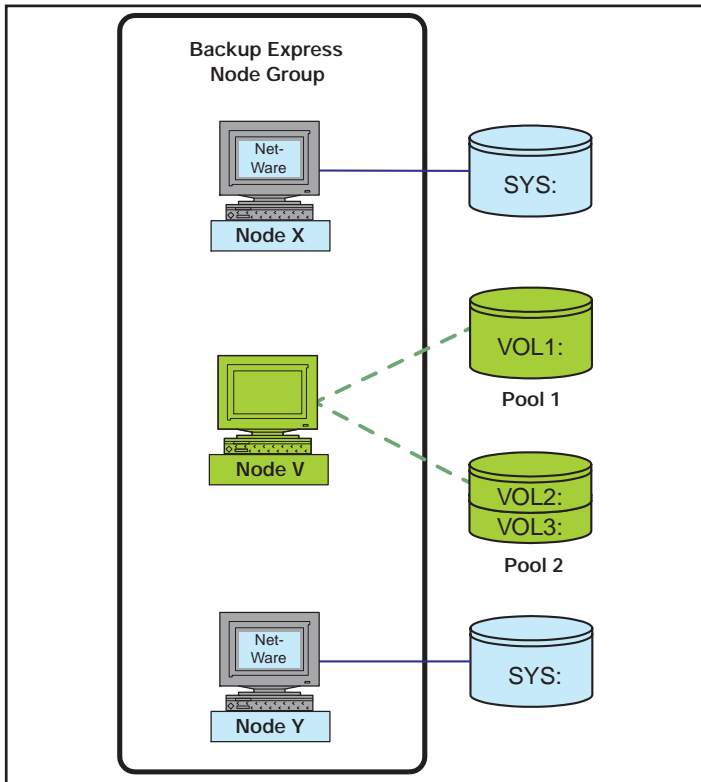 Backup Express
Node Group
Net-
Ware
Node X
SYS:
VOL1:
Pool 1
Node V
VOL2:
VOL3:
Pool 2
Net-
Ware
Node Y
SYS: